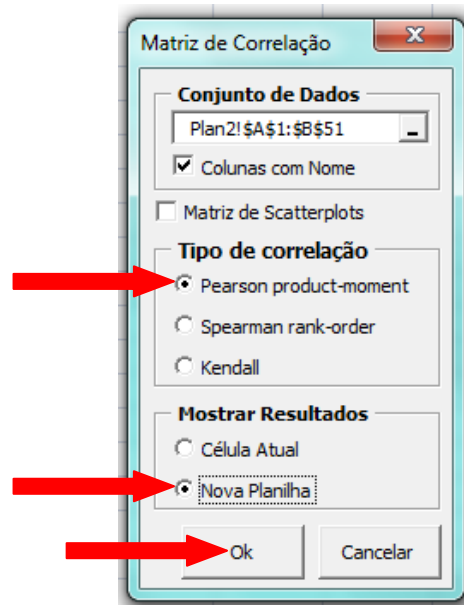 Matriz de Correlação
Conjunto de Dados
Plan2!$A$1:$B$51
Colunas com Nome
Matriz de Scatterplots
Tipo de correlação
Pearson product-moment
Spearman rank-order
Kendall
Mostrar Resultados
Célula Atual
Nova Planilha
Ok Cancelar